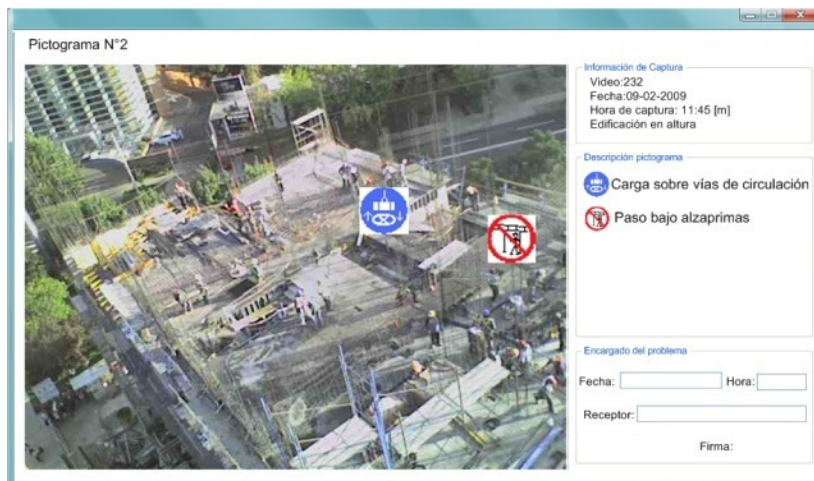 Pictograma N°2
Información de Captura
Video:232
Fecha:09-02-2009
Hora de captura: 11:45 [m]
Edificación en altura
Descripción pictograma
Carga sobre vías de circulación
Paso bajo alzaprimas
Encargado del problema
Fecha: Hora:
Receptor:
Firma: